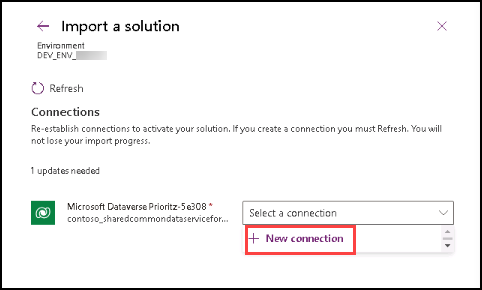 Import a solution
Environment
DEV_ENV_
Refresh
Connections
Re-establish connections to activate your solution. If you create a connection you must Refresh. You will
not lose your import progress.
1 updates needed
Microsoft Dataverse Prioritz-5e308 *
contoso_sharedcommondataservicefor...
Select a connection
+ New connection